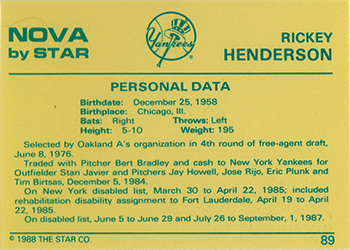 NOVA
by STAR
Yankees
RICKEY
HENDERSON
PERSONAL DATA
Birthdate: December 25, 1958
Birthplace: Chicago, Ill.
Bats: Right Throws: Left
Height: 5-10 Weight: 195
Selected by Oakland A's organization in 4th round of free-agent draft,
June 8, 1976.
Traded with Pitcher Bert Bradley and cash to New York Yankees for
Outfielder Stan Javier and Pitchers Jay Howell, Jose Rijo, Eric Plunk and
Tim Birtsas, December 5, 1984.
On New York disabled list, March 30 to April 22, 1985; included
rehabilitation disability assignment to Fort Lauderdale, April 19 to April
22, 1985.
On disabled list, June 5 to June 29 and July 26 to September 1, 1987.
© 1988 THE STAR CO.
89